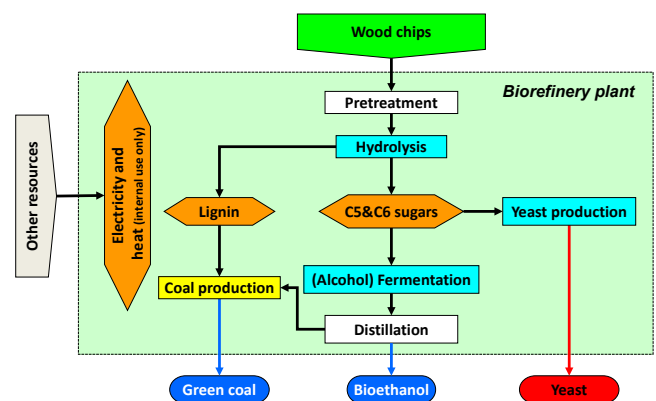 Wood chips
Biorefinery plant
Pretreatment
Hydrolysis
Other resources
Electricity and
heat (internal use only)
Lignin
C5&C6 sugars
Yeast production
Coal production
(Alcohol) Fermentation
Distillation
Green coal
Bioethanol
Yeast